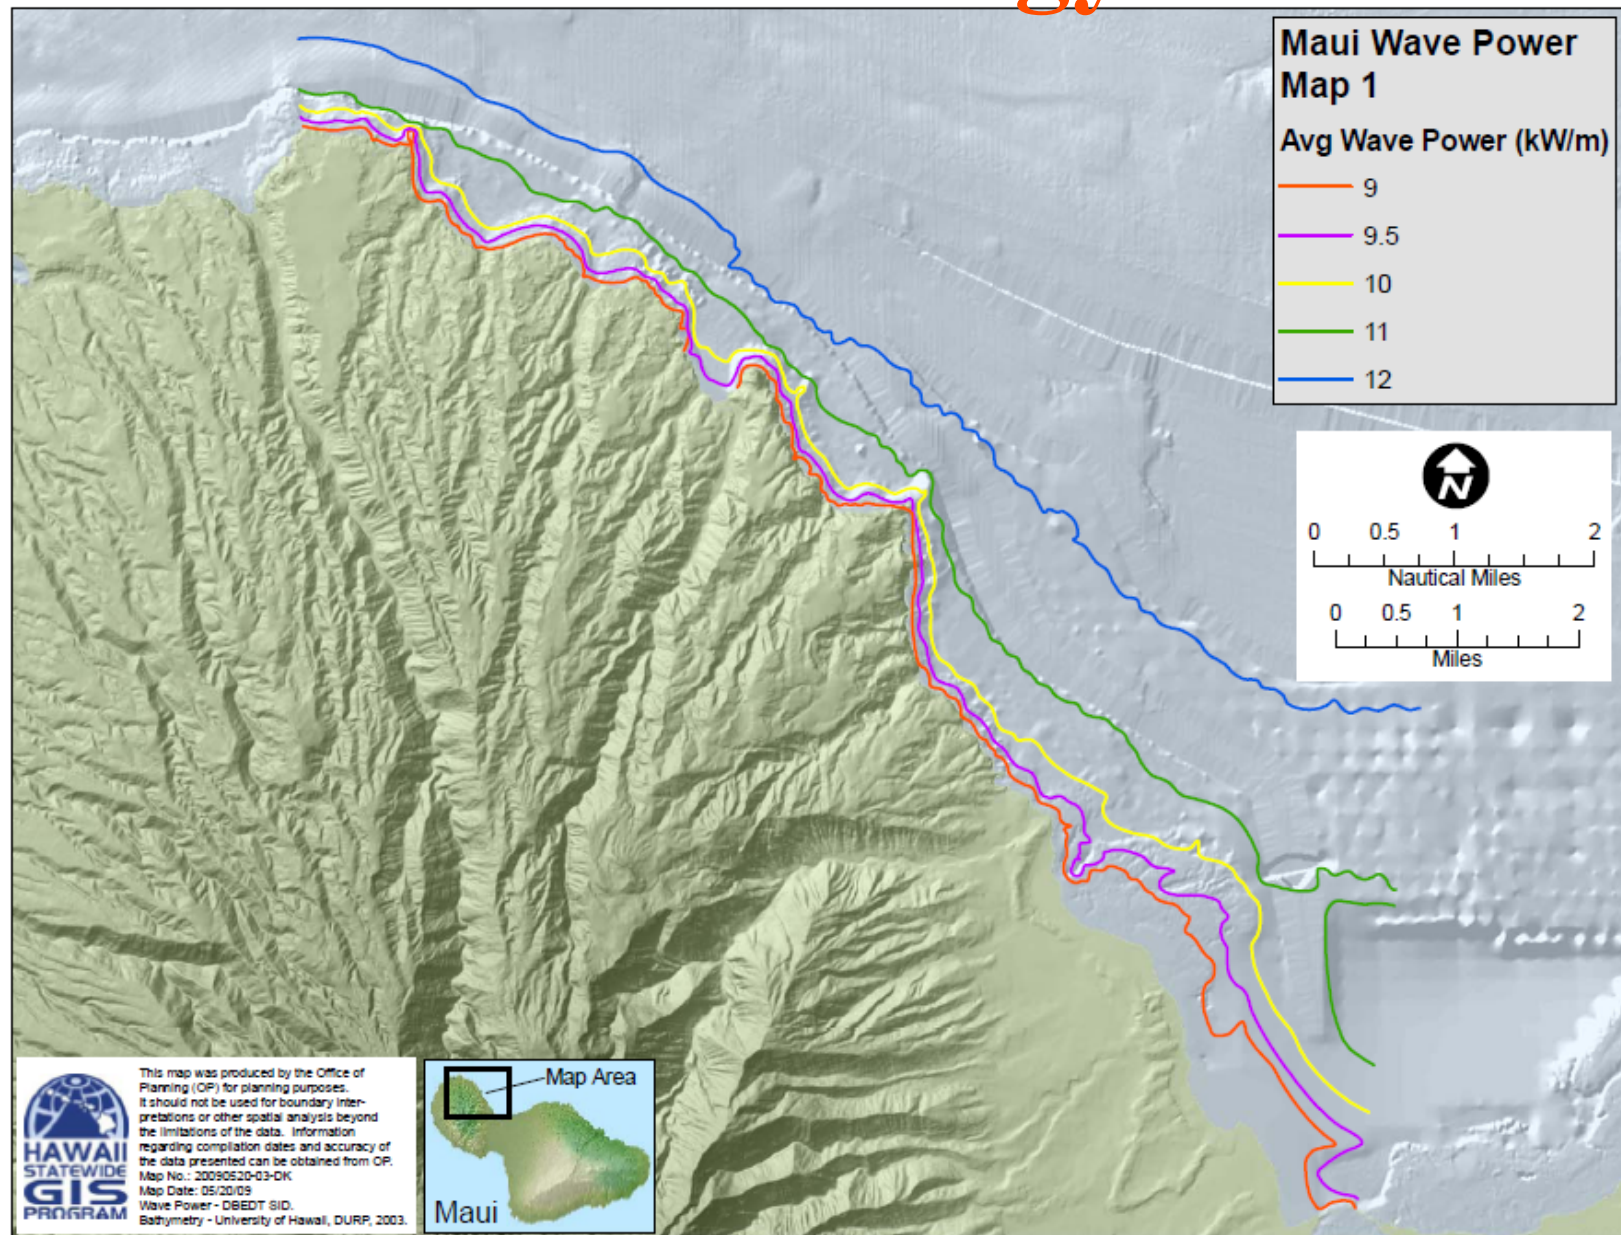 gy
Maui Wave Power
Map 1
Avg Wave Power (kW/m)
9
9.5
10
11
12
N
0 0.5 1 2
Nautical Miles
0 0.5 1 2
Miles
HAWAII
STATEWIDE
GIS
PROGRAM
This map was produced by the Office of
Planning (OP) for planning purposes.
It should not be used for boundary inter-
pretations or other spatial analysis beyond
the limitations of the data. Information
regarding compilation dates and accuracy of
the data presented can be obtained from OP.
Map No.: 20090520-03-DK
Map Date: 05/20/09
Wave Power - DBEDT SID.
Bathymetry - University of Hawaii, DURP, 2003.
Map Area
Maui